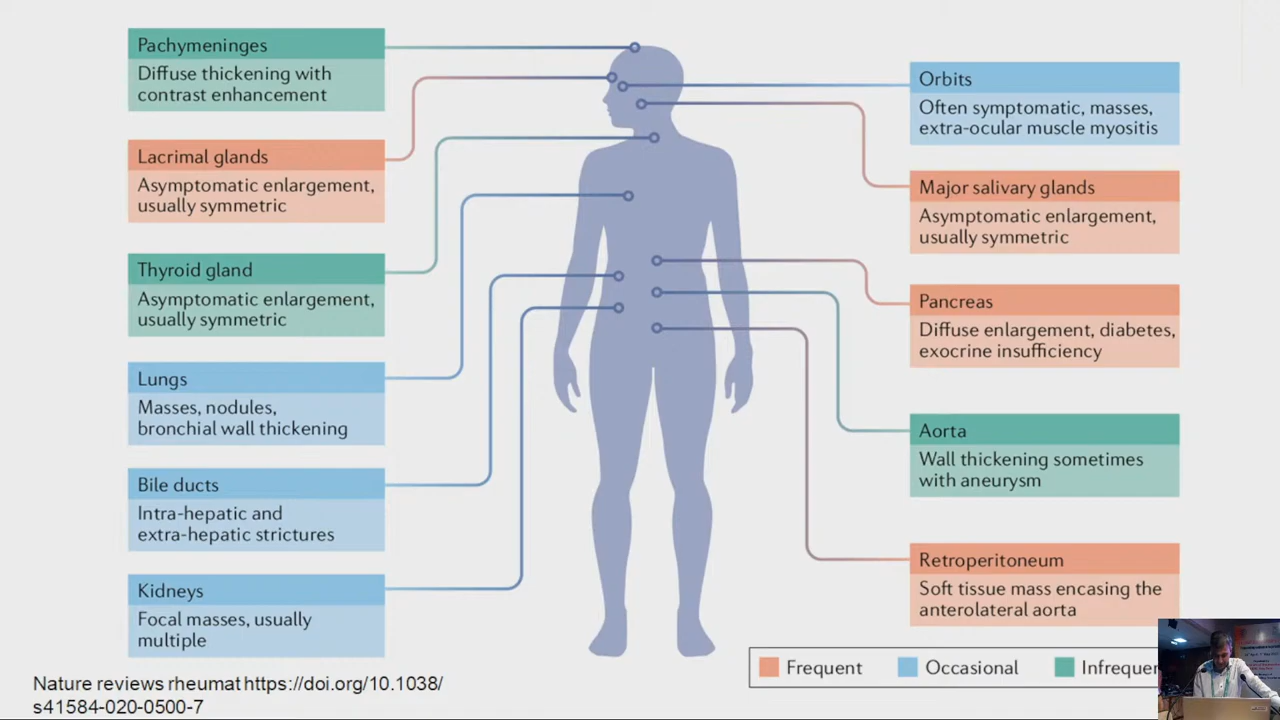 Pachymeninges
Diffuse thickening with
contrast enhancement
Lacrimal glands
Asymptomatic enlargement,
usually symmetric
Thyroid gland
Asymptomatic enlargement,
usually symmetric
Lungs
Masses, nodules,
bronchial wall thickening
Bile ducts
Intra-hepatic and
extra-hepatic strictures
Kidneys
Focal masses, usually
multiple
Orbits
Often symptomatic, masses,
extra-ocular muscle myositis
Major salivary glands
Asymptomatic enlargement,
usually symmetric
Pancreas
Diffuse enlargement, diabetes,
exocrine insufficiency
Aorta
Wall thickening sometimes
with aneurysm
Retroperitoneum
Soft tissue mass encasing the
anterolateral aorta
Frequent Occasional Infrequen
Nature reviews rheumat https://doi.org/10.1038/
s41584-020-0500-7